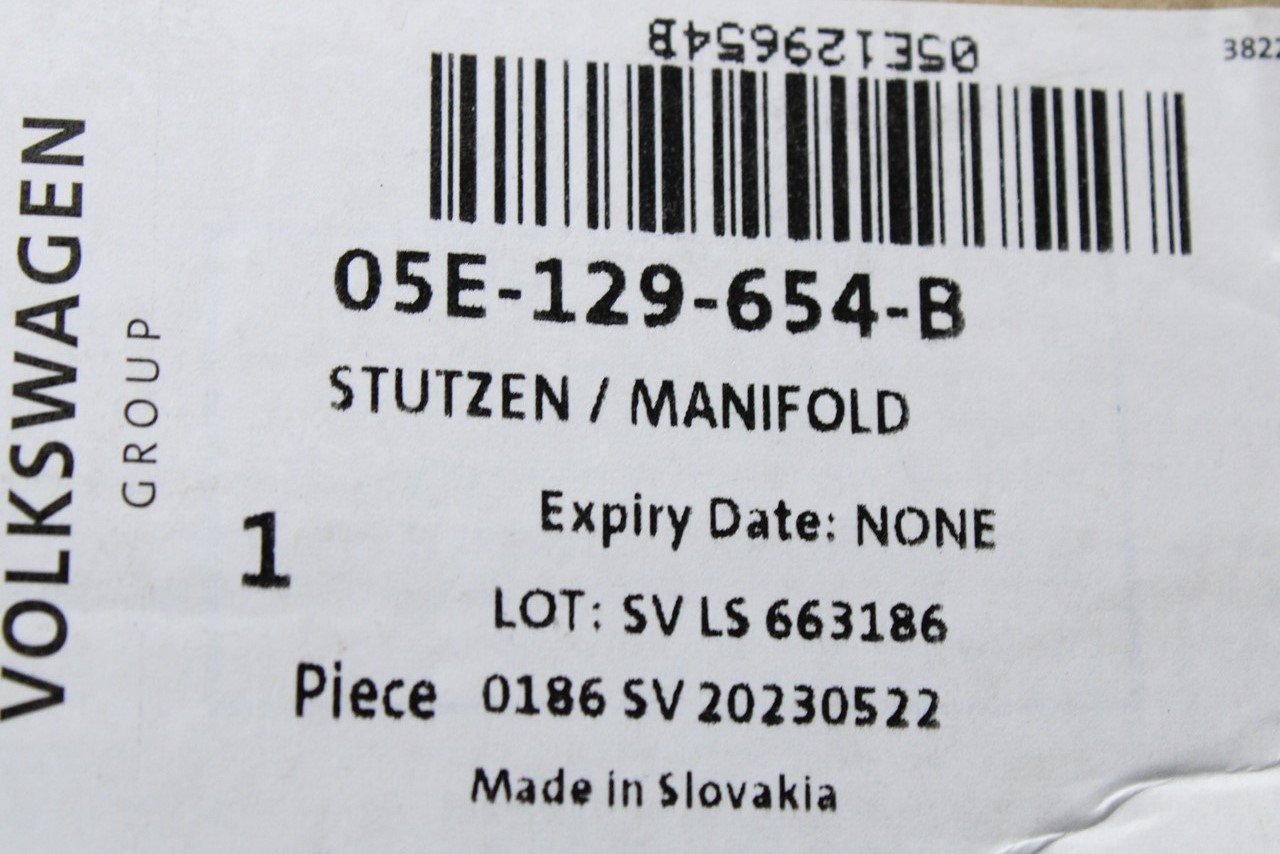 05E129654B
3822
VOLKSWAGEN
GROUP
05E-129-654-B
STUTZEN / MANIFOLD
Expiry Date: NONE
1
LOT: SV LS 663186
Piece 0186 SV 20230522
Made in Slovakia